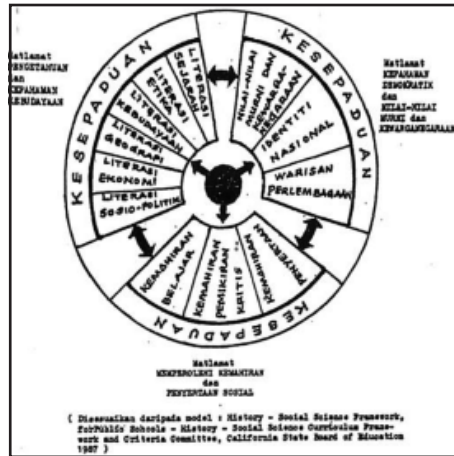 Matlamat
PENGETAHUAN
dan
KEFAHAMAN
KEBUDAYAAN
KESEPADUAN
LITERASI
SEJARAH
LITERASI
ETIKA
LITERASI
KEBUDAYAAN
LITERASI
GEOGRAFI
LITERASI
EKONOMI
LITERASI
SOSIO-POLITIK
KESEPADUAN
NILAI-NILAI
MURNI DAN
KEWARGA-
NEGARAAN
IDENTITI
NASIONAL
WARISAN
PERLEMBAGAAN
Matlamat
KEFAHAMAN
DEMOKRATIK
dan
NILAI-NILAI
MURNI dan
KEWARGANEGARAAN
KEMAHIRAN
BELAJAR
KEMAHIRAN
PEMIKIRAN
KRITIS
KEMAHIRAN
PENYERTAAN
KESEPADUAN
Matlamat
MEMPEROLEHI KEMAHIRAN
dan
PENYERTAAN SOSIAL
( Disesuaikan daripada model : History - Social Science Framework,
forPublic Schools - History - Social Science Curriculum Frame-
work and Criteria Committee, California State Board of Education
1987 )